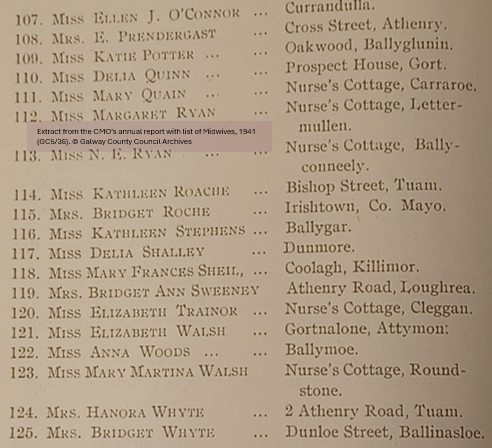 Currandulla.
107. Miss Ellen J. O'Connor ... Cross Street, Athenry.
108. Mrs. E. Prendergast Oakwood, Ballyglunin.
109. Miss Katie Potter ... ... Prospect House, Gort.
110. Miss Delia Quinn ... ... Nurse's Cottage, Carraroe.
111. Miss Mary Quain ... ... Nurse's Cottage, Letter-
mullen.
112. Miss Margaret Ryan
Extract from the CMO's annual report with list of Midwives, 1941
(GC5/36). © Galway County Council Archives
113. Miss N. E. Ryan ... ... Nurse's Cottage, Bally-
conneely.
114. Miss Kathleen Roache ... Bishop Street, Tuam.
115. Mrs. Bridget Roche ... Irishtown, Co. Mayo.
116. Miss Kathleen Stephens ... Ballygar.
117. Miss Delia Shalley ... Dunmore.
118. Miss Mary Frances Sheil, ... Coolagh, Killimor.
119. Mrs. Bridget Ann Sweeney Athenry Road, Loughrea.
120. Miss Elizabeth Trainor ... Nurse's Cottage, Cleggan.
121. Miss Elizabeth Walsh ... Gortnalone, Attymon.
122. Miss Anna Woods ... ... Ballymoe.
123. Miss Mary Martina Walsh Nurse's Cottage, Round-
stone.
124. Mrs. Hanora Whyte ... 2 Athenry Road, Tuam.
125. Mrs. Bridget Whyte ... Dunloe Street, Ballinasloe.